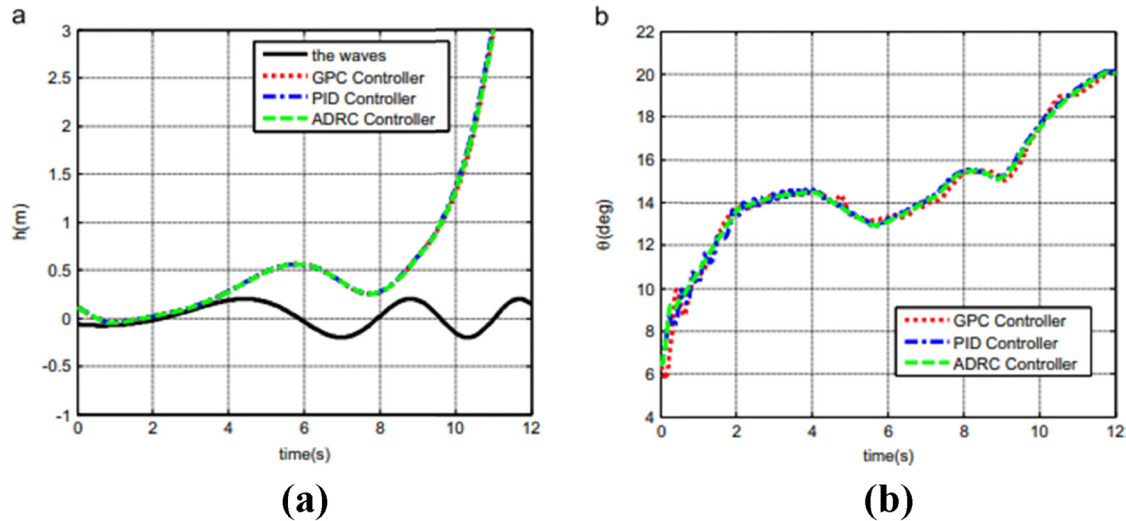 a
3
2.5
2
1.5
1
0.5
0
-0.5
-1
h(m)
0 2 4 6 8 10 12
time(s)
the waves
GPC Controller
PID Controller
ADRC Controller
(a)
b
22
20
18
16
14
12
10
8
6
4
θ(deg)
0 2 4 6 8 10 12
time(s)
GPC Controller
PID Controller
ADRC Controller
(b)